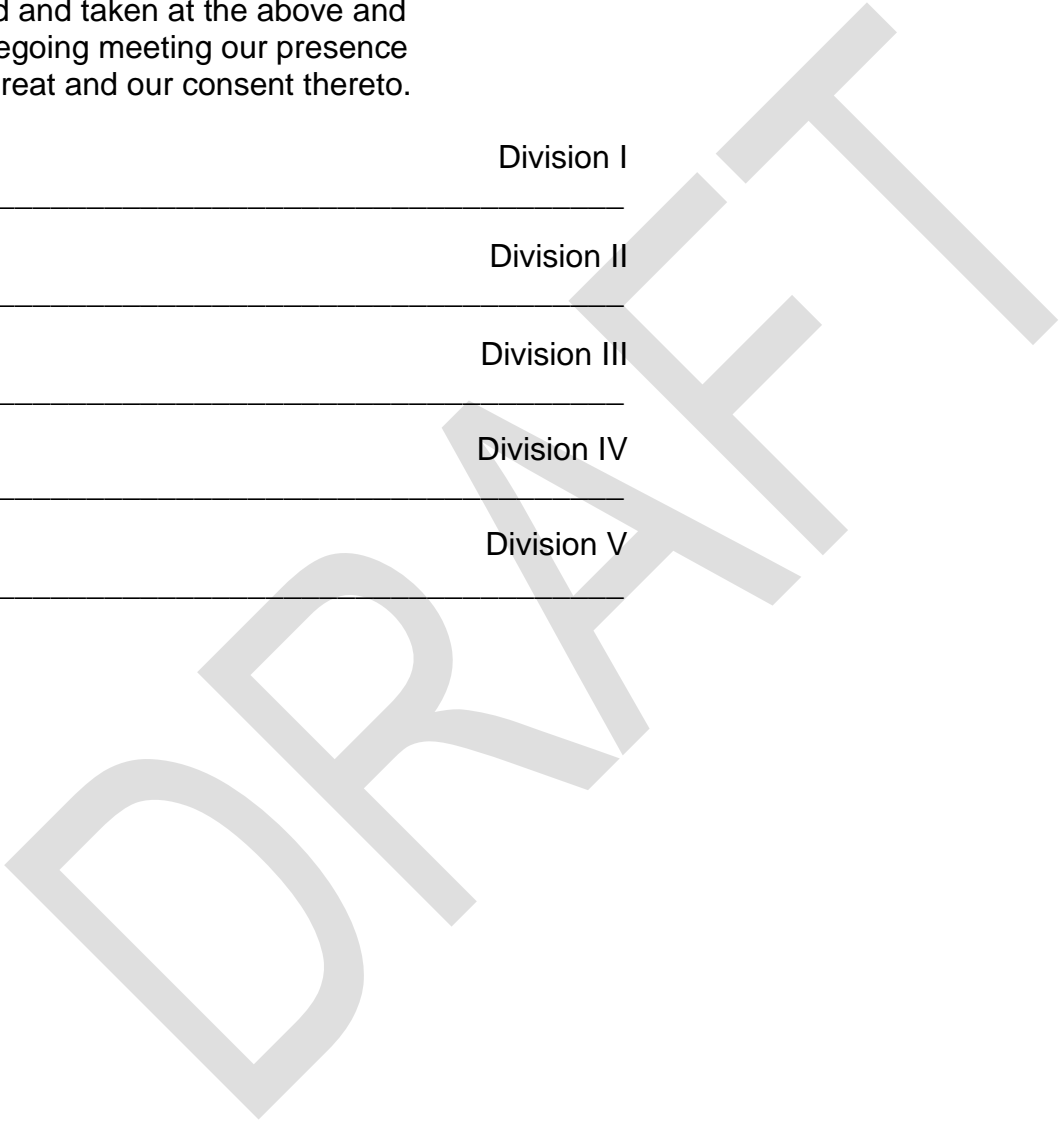 d and taken at the above and
egoing meeting our presence
reat and our consent thereto.
Division I
Division II
Division III
Division IV
Division V
DRAFT